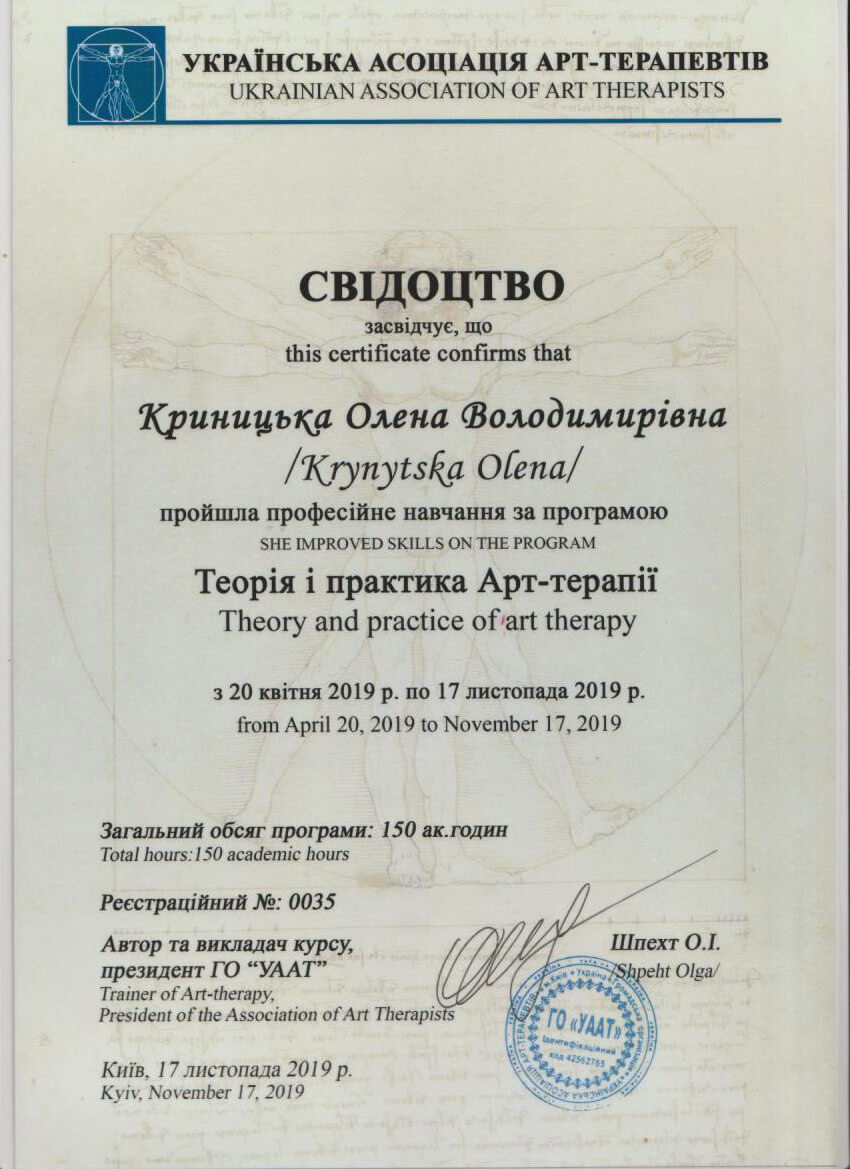 УКРАЇНСЬКА АСОЦІАЦІЯ АРТ-ТЕРАПЕВТІВ
UKRAINIAN ASSOCIATION OF ART THERAPISTS
СВІДОЦТВО
засвідчує, що
this certificate confirms that
Криницька Олена Володимирівна
/Krynytska Olena/
пройшла професійне навчання за програмою
SHE IMPROVED SKILLS ON THE PROGRAM
Теорія і практика Арт-терапії
Theory and practice of art therapy
з 20 квітня 2019 р. по 17 листопада 2019 р.
from April 20, 2019 to November 17, 2019
Загальний обсяг програми: 150 ак.годин
Total hours:150 academic hours
Реєстраційний №: 0035
Автор та викладач курсу,
президент ГО “УААТ”
Trainer of Art-therapy,
President of the Association of Art Therapists
Шпехт О.І.
/Shpeht Olga/
ГО «УААТ»
Ідентифікаційний
код 42562765
Київ, 17 листопада 2019 р.
Kyiv, November 17, 2019